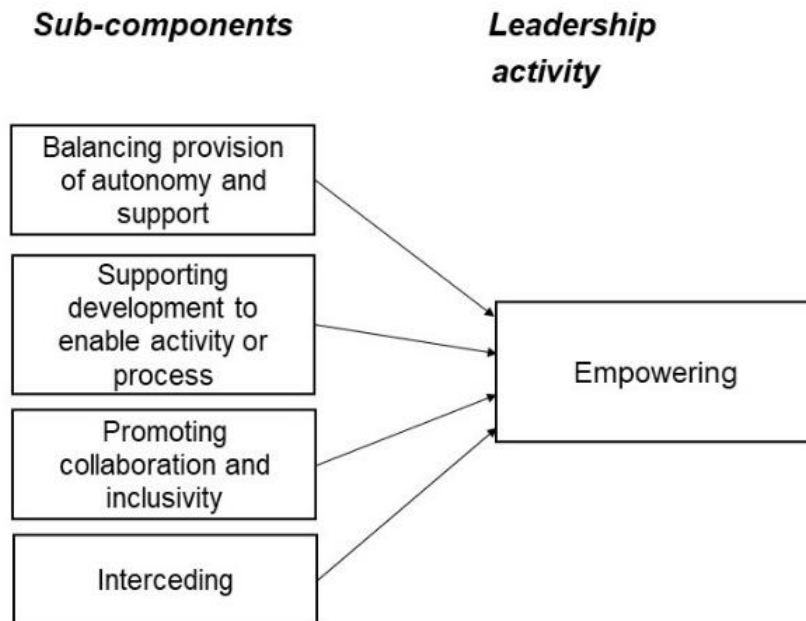 Sub-components
Leadership
activity
Balancing provision
of autonomy and
support
Supporting
development to
enable activity or
process
Promoting
collaboration and
inclusivity
Interceding
Empowering